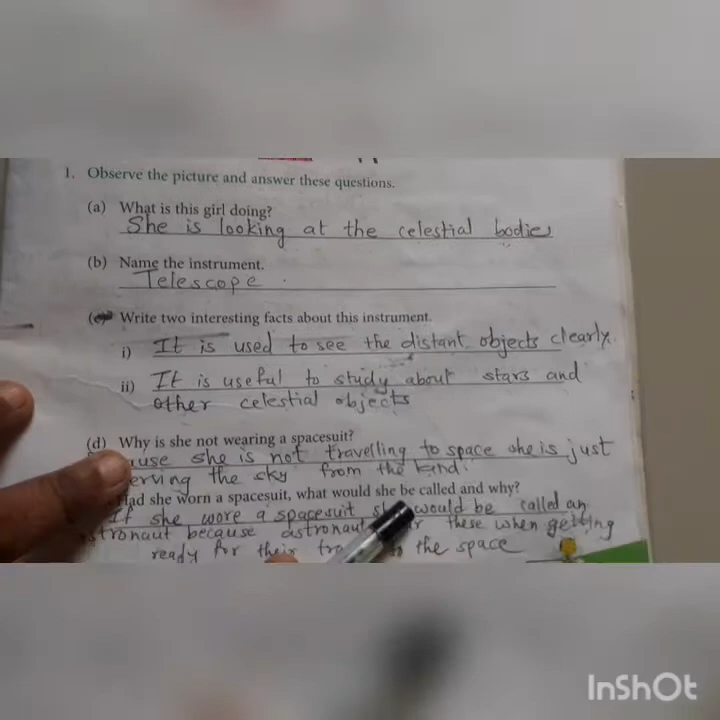 1. Observe the picture and answer these questions.
(a) What is this girl doing?
She is looking at the celestial bodies
(b) Name the instrument.
Telescope
(c) Write two interesting facts about this instrument.
i) It is used to see the distant objects clearly.
ii) It is useful to study about stars and
other celestial objects
(d) Why is she not wearing a spacesuit?
she is not travelling to space she is just
the sky from the land.
Had she worn a spacesuit, what would she be called and why?
If she wore a spacesuit she would be called an
astronaut because astronaut these when getting
ready for their the space
InShOt